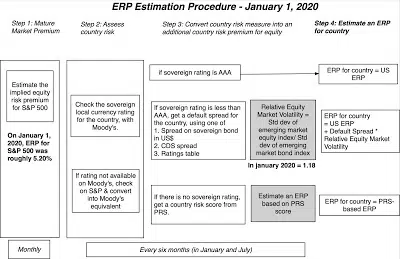 ERP Estimation Procedure - January 1, 2020
Step 1: Mature
Market Premium
Step 2: Assess
country risk
Step 3: Convert country risk measure into an
additional country risk premium for equity
Step 4: Estimate an ERP
for country
Estimate the
implied equity
risk premium
for S&P 500
On January 1,
2020, ERP for
S&P 500 was
roughly 5.20%
Monthly
Check the sovereign
local currency rating
for the country, with
Moody's.
If rating not available
on Moody's, check
on S&P & convert
into Moody's
equivalent
If sovereign rating is AAA
If sovereign rating is less than
AAA, get a default spread for
the country, using one of
1. Spread on sovereign bond in
US$
2. CDS spread
3. Ratings table
If there is no sovereign rating,
get a country risk score from
PRS.
Relative Equity
Market Volatility =
Std dev of
emerging market
equity index/ Std
dev of emerging
market bond index
In january 2020 = 1.18
Estimate an ERP
based on PRS
score
ERP for country = US
ERP
ERP for country
= US ERP
+ Default Spread *
Relative Equity Market
Volatility
ERP for country = PRS-
based ERP
Every six months (in January and July)